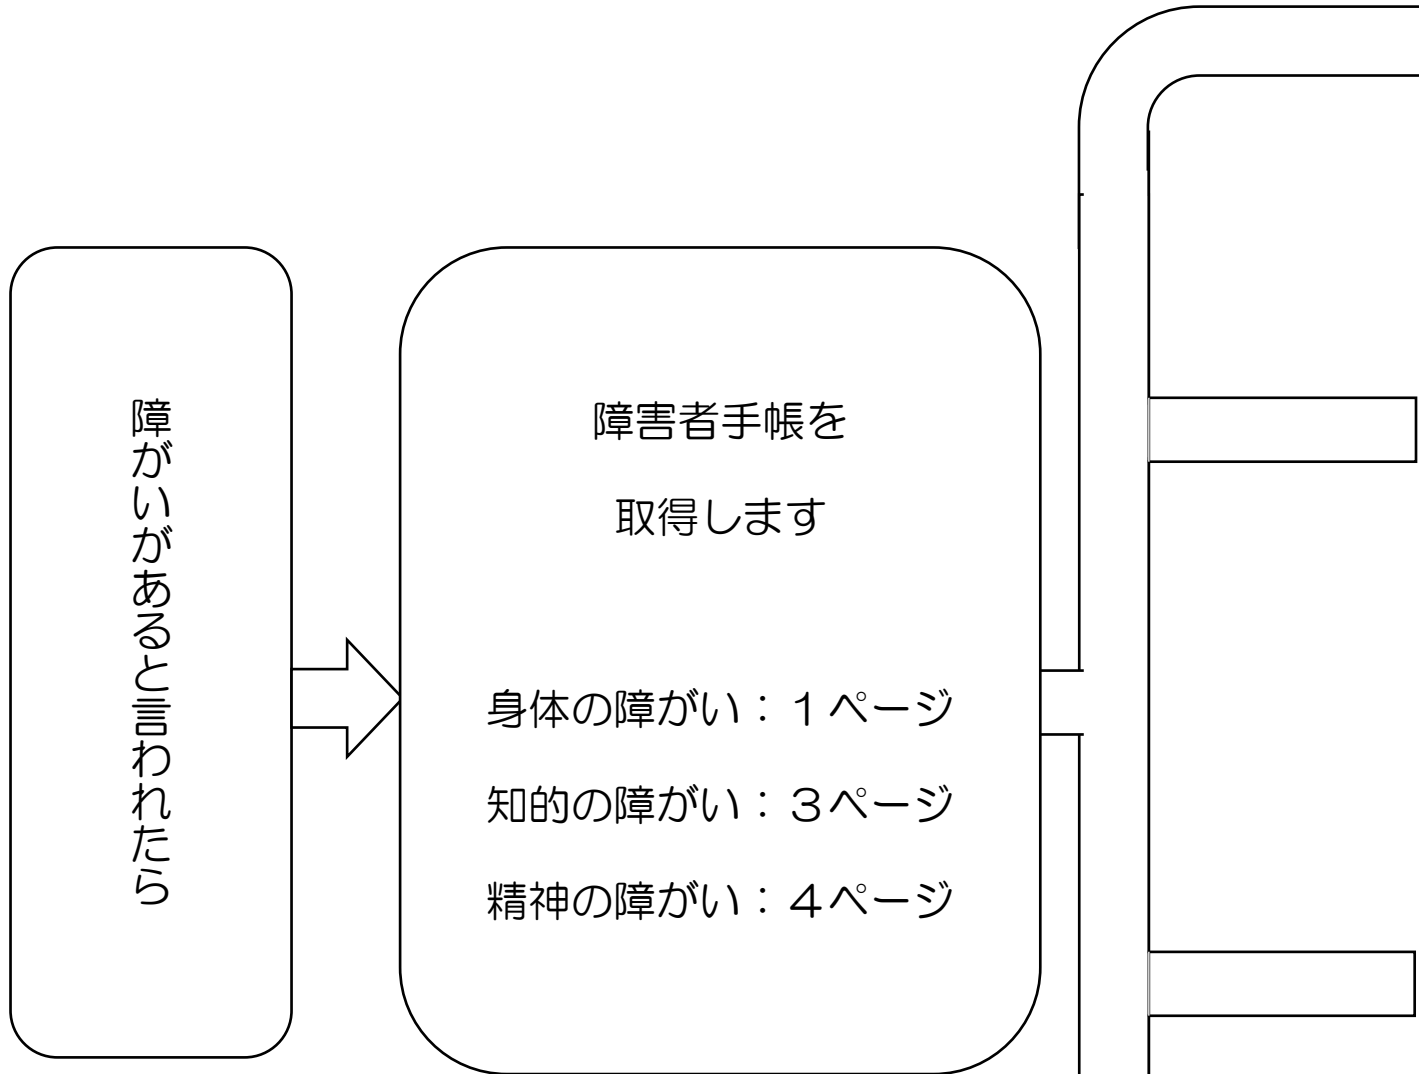 障がいがあると言われたら
障害者手帳を
取得します
身体の障がい：１ページ
知的の障がい：３ページ
精神の障がい：４ページ